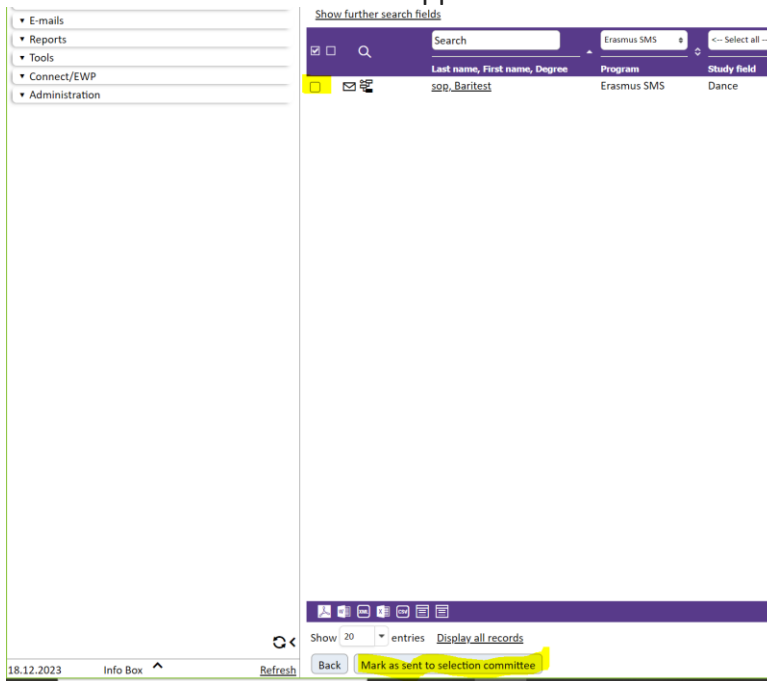 Show further search fields
E-mails
Reports
Tools
Connect/EWP
Administration
Search
Erasmus SMS
<-- Select all --
Last name, First name, Degree
Program
Study field
sop, Baritest
Erasmus SMS
Dance
CSV
Show 20 entries Display all records
Back Mark as sent to selection committee
18.12.2023 Info Box Refresh